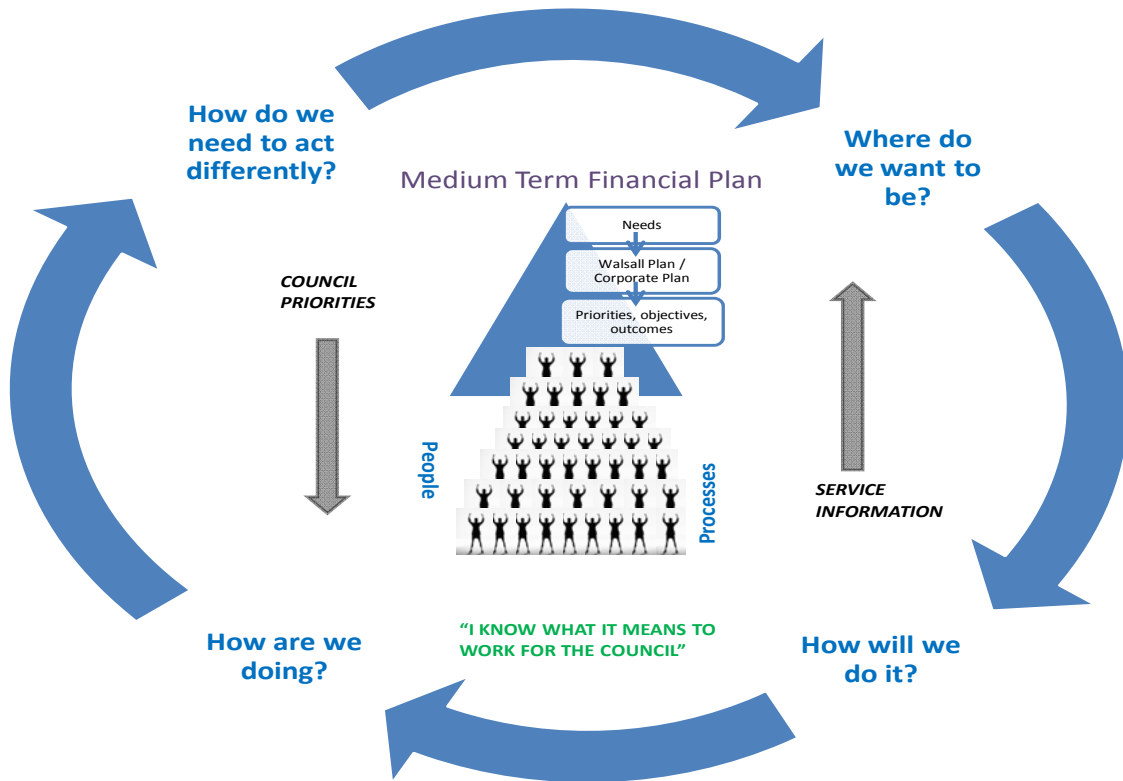 How do we
need to act
differently?
Where do
we want to
be?
Medium Term Financial Plan
Needs
Walsall Plan /
Corporate Plan
Priorities, objectives,
outcomes
COUNCIL
PRIORITIES
People
Processes
SERVICE
INFORMATION
How are we
doing?
"I KNOW WHAT IT MEANS TO
WORK FOR THE COUNCIL"
How will we
do it?